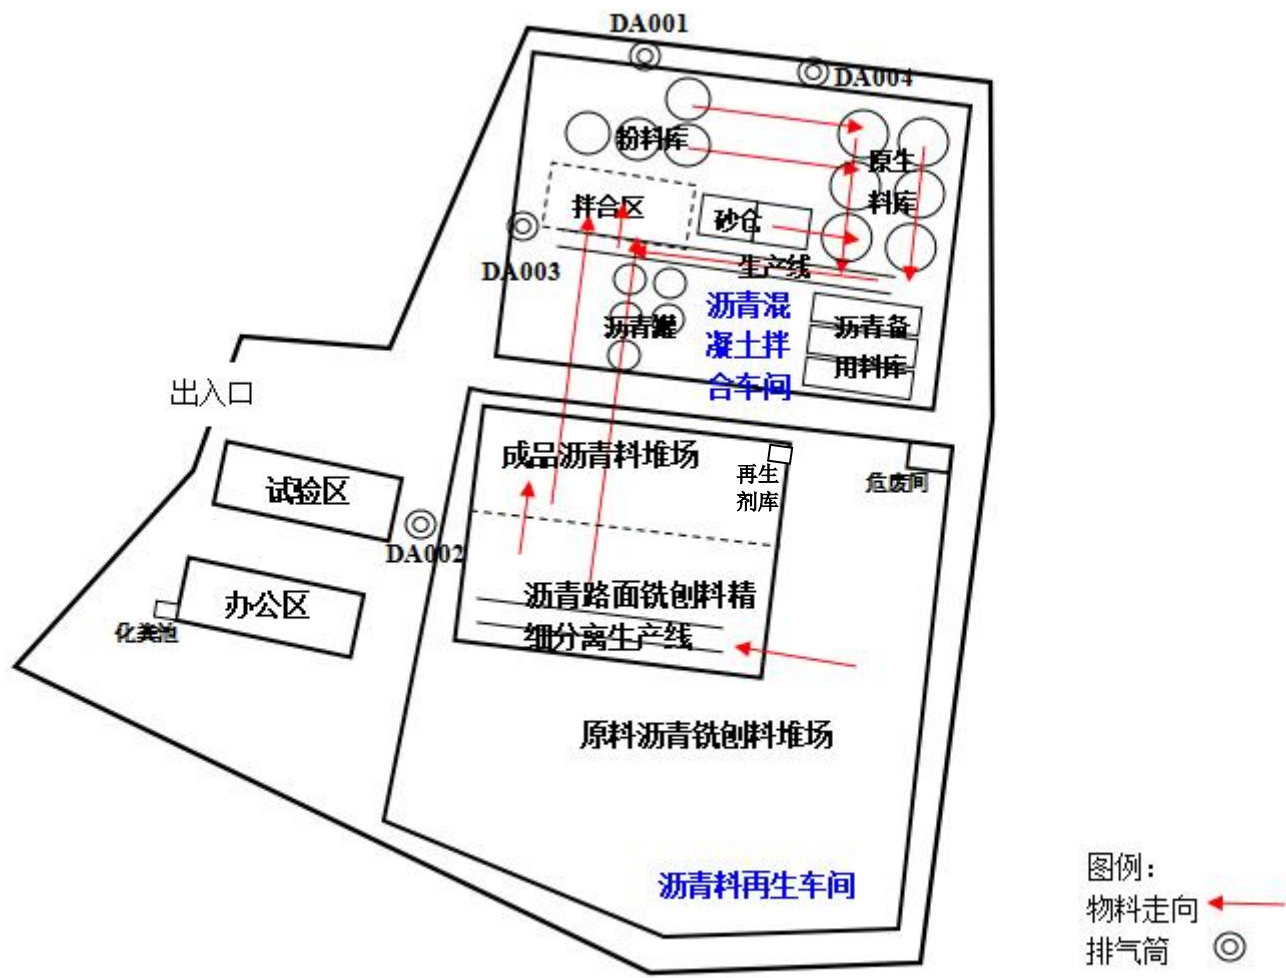 DA001
DA004
粉料库
原生
料库
拌合区
砂仓
DA003
生产线
沥青混
凝土拌
合车间
沥青罐
沥青备
用料库
出入口
成品沥青料堆场
再生
剂库
危废间
试验区
DA002
办公区
化粪池
沥青路面铣刨料精
细分离生产线
原料沥青铣刨料堆场
沥青料再生车间
图例：
物料走向
排气筒